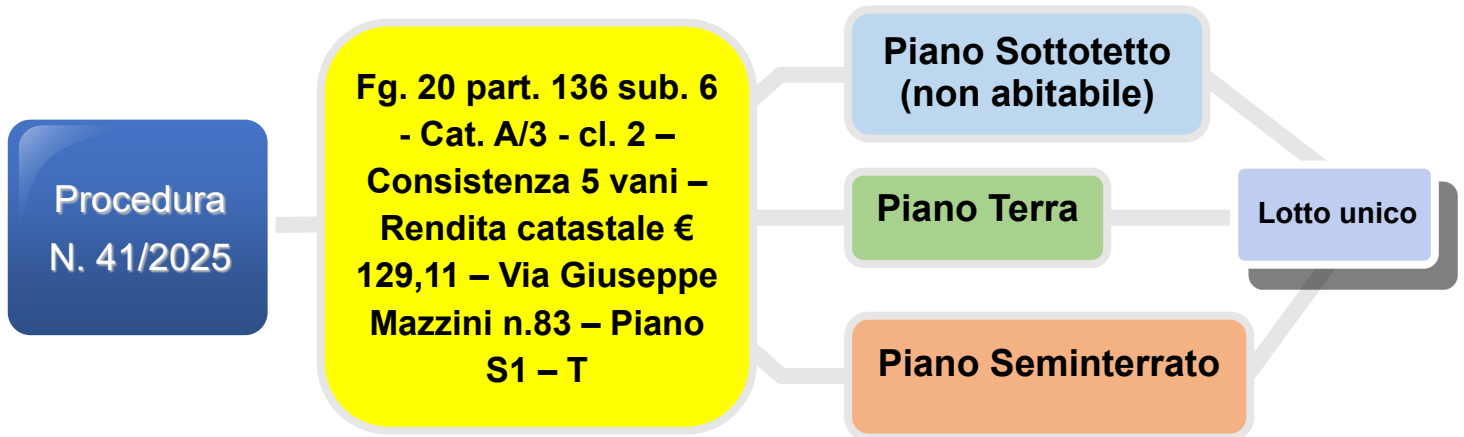 Procedura
N. 41/2025
Fg. 20 part. 136 sub. 6
- Cat. A/3 - cl. 2 –
Consistenza 5 vani –
Rendita catastale €
129,11 – Via Giuseppe
Mazzini n.83 – Piano
S1 – T
Piano Sottotetto
(non abitabile)
Piano Terra
Piano Seminterrato
Lotto unico